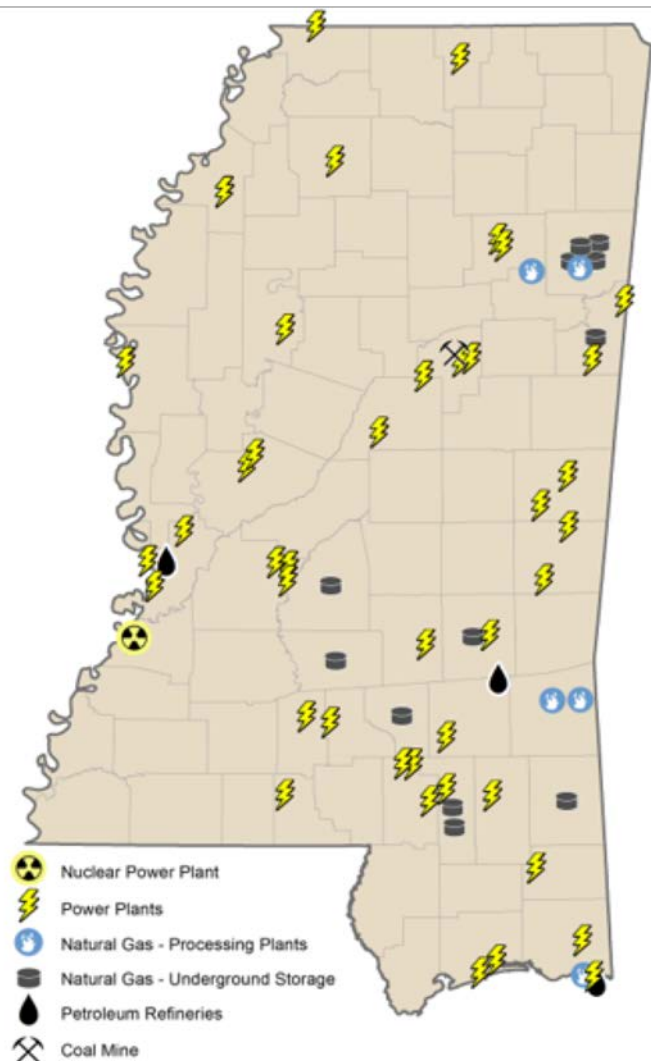 Nuclear Power Plant
Power Plants
Natural Gas - Processing Plants
Natural Gas - Underground Storage
Petroleum Refineries
Coal Mine